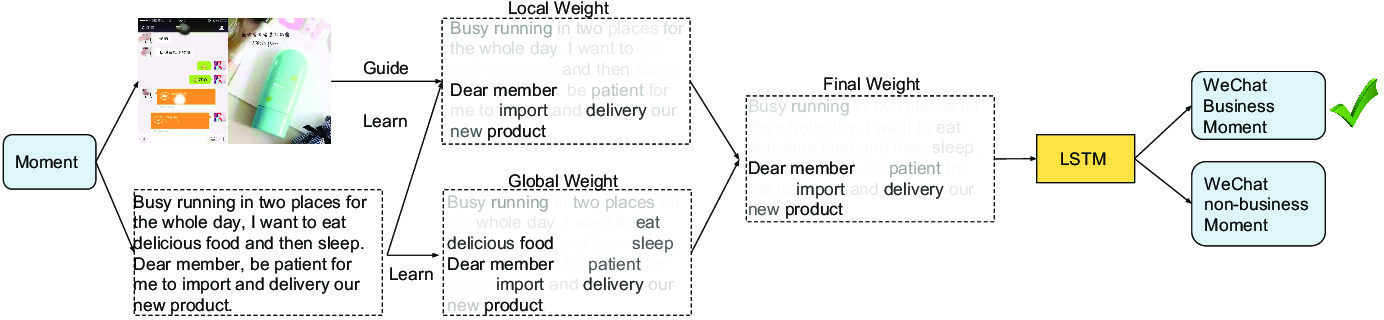 Moment
Guide
Learn
Learn
Busy running in two places for
the whole day, I want to eat
delicious food and then sleep.
Dear member, be patient for
me to import and delivery our
new product.
Local Weight
Busy running in two places for
the whole day, I want to eat
delicious food and then sleep.
Dear member, be patient for
me to import and delivery our
new product
Global Weight
Busy running in two places for
the whole day, I want to eat
delicious food and then sleep
Dear member, be patient for
me to import and delivery our
new product
Final Weight
Busy running
the whole day, I want to eat
delicious food and then sleep
Dear member, be patient for
me to import and delivery our
new product
LSTM
WeChat
Business
Moment
WeChat
non-business
Moment